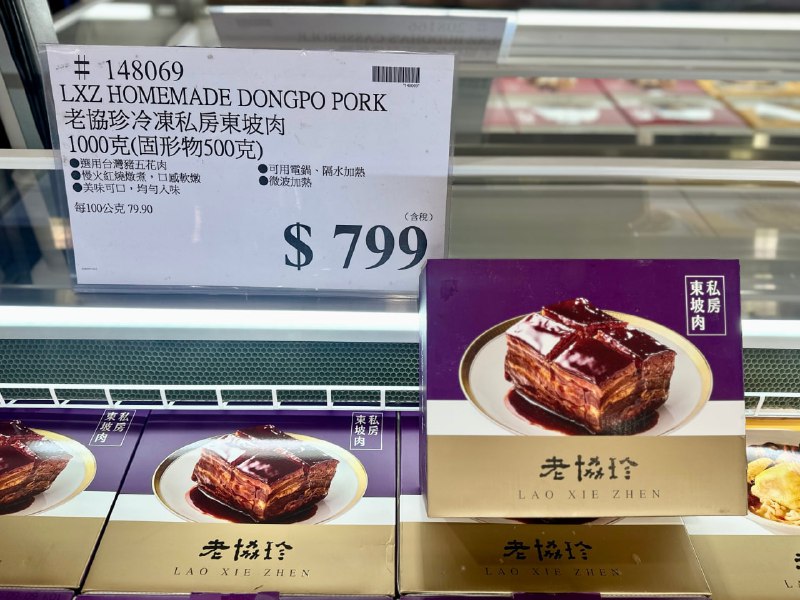 # 148069
LXZ HOMEMADE DONGPO PORK
老協珍冷凍私房東坡肉
1000克(固形物500克)
●選用台灣豬五花肉
●慢火紅燒燉煮，口感軟燉
●美味可口，均勻入味
●可用電鍋、隔水加熱
●微波加熱
每100公克 79.90
(含稅)
$ 799
私房
東坡肉
老協珍
LAO XIE ZHEN
私房
東坡肉
私房
東坡肉
老協珍
LAO XIE ZHEN
老協珍
LAO XIE ZHEN